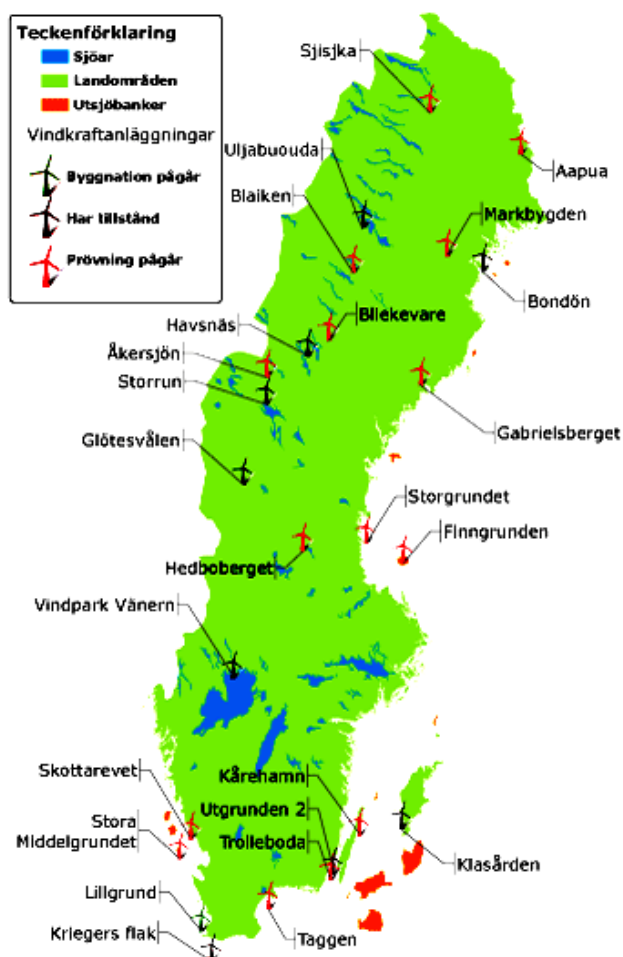 Teckenförklaring
Sjöar
Landområden
Utsjöbanker
Vindkraftanläggningar
Byggnation pågår
Har tillstånd
Prövning pågår
Sjisjka
Uljabuouda
Aapua
Blaiken
Markbygden
Bondön
Havsnäs
Bliekevare
Åkersjön
Storrun
Gabrielsberget
Glötesvålen
Storgrundet
Finngrunden
Hedboberget
Vindpark Vänern
Skottarevet
Kårehamn
Utgrunden 2
Stora
Middelgrundet
Trolleboda
Klasården
Lillgrund
Kriegers flak
Taggen